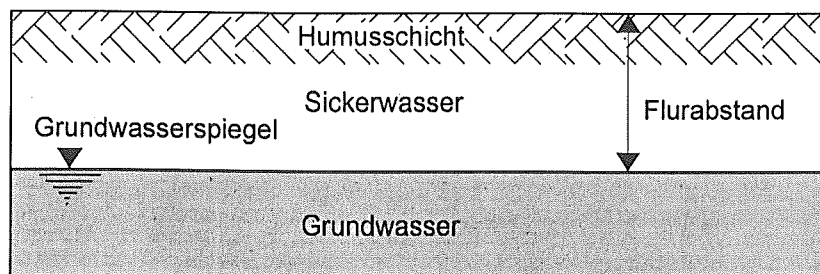 Humusschicht
Sickerwasser
Grundwasserspiegel
Flurabstand
Grundwasser